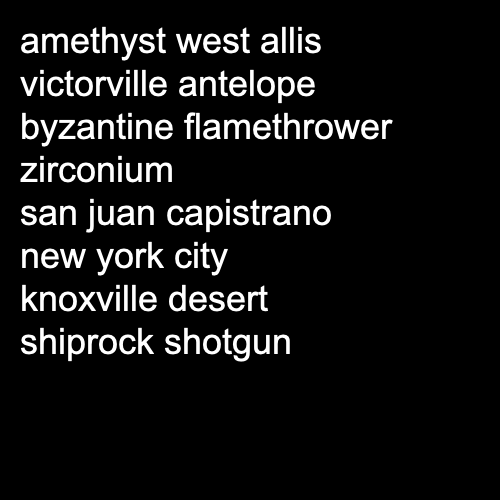 amethyst west allis
victorville antelope
byzantine flamethrower
zirconium
san juan capistrano
new york city
knoxville desert
shiprock shotgun